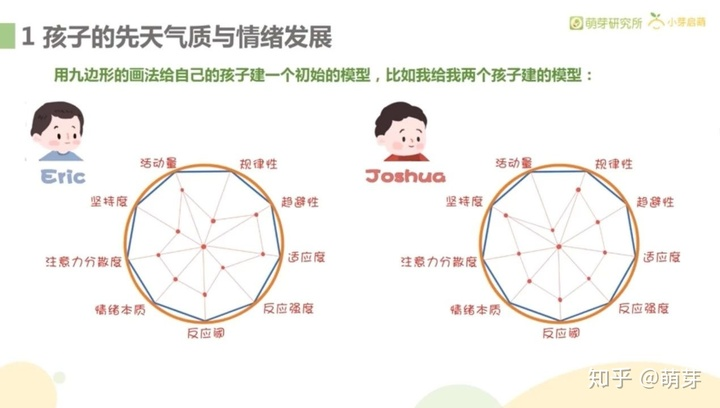 1 孩子的先天气质与情绪发展
萌芽研究所
小芽启萌
用九边形的画法给自己的孩子建一个初始的模型，比如我给我两个孩子建的模型：
Eric
活动量
规律性
坚持度
趋避性
注意力分散度
适应度
情绪本质
反应强度
反应阈
Joshua
活动量
规律性
坚持度
趋避性
注意力分散度
适应度
情绪本质
反应强度
反应阈
知乎 @萌芽